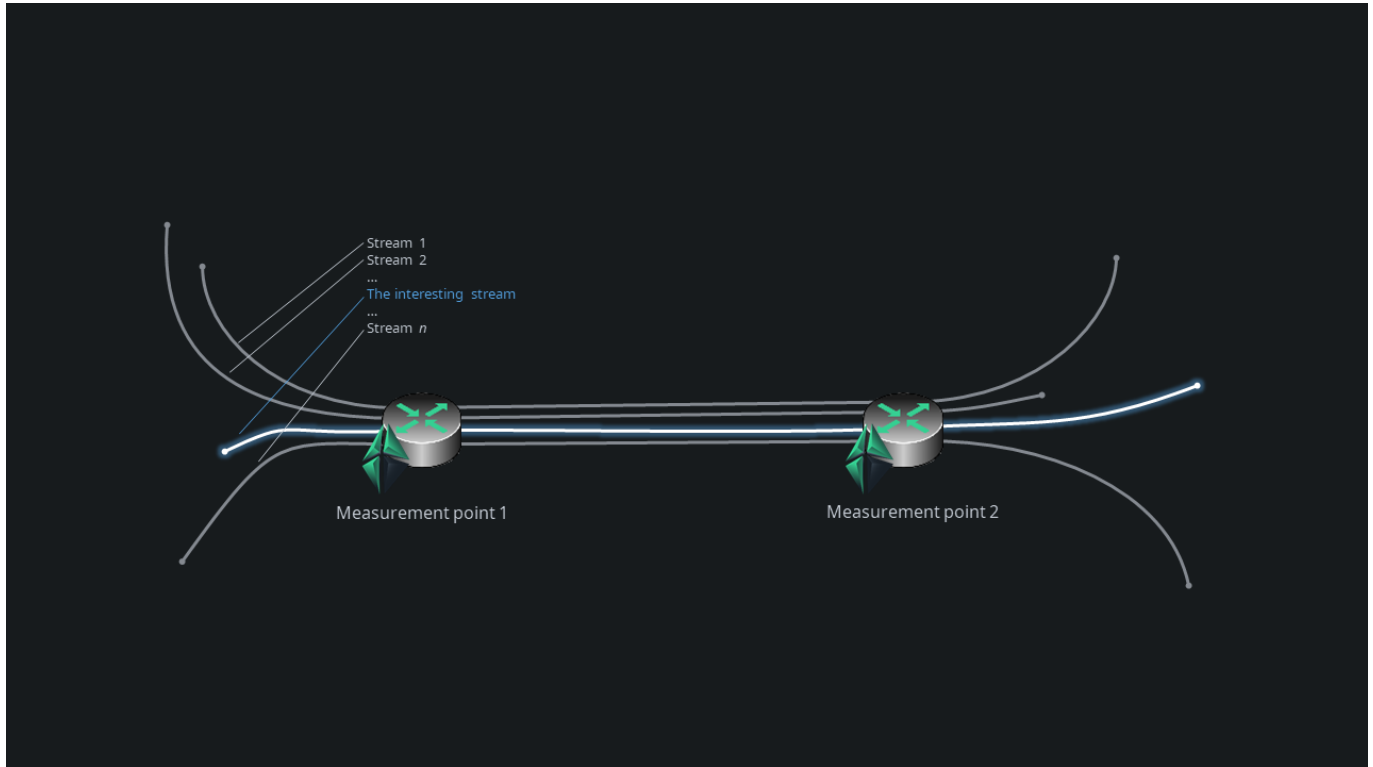 Stream 1
Stream 2
...
The interesting stream
...
Stream n
Measurement point 1
Measurement point 2